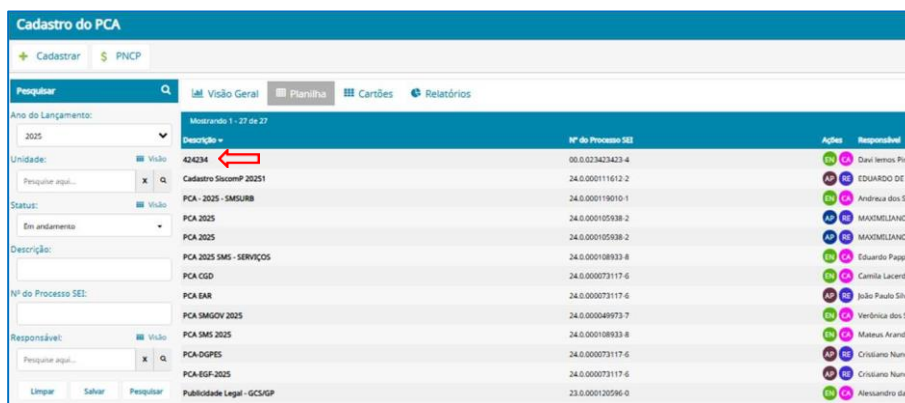 Cadastro do PCA
Cadastrar $ PNCP
Pesquisar
Visão Geral Planilha Cartões Relatórios
Ano do Lançamento:
2025
Unidade: Visão
Pesquise aqui... x
Status: Visão
Em andamento
Descrição:
Nº do Processo SEI:
Responsável: Visão
Pesquise aqui... x
Limpar Salvar Pesquisar
Mostrando 1 - 27 de 27
Descrição Nº do Processo SEI Ações Responsável
424234 00.0.023423423-4 EN CA Davi lemos Pin
Cadastro SiscomP 20251 24.0.000111612-2 AP RE EDUARDO DE
PCA - 2025 - SMSURB 24.0.000119010-1 EN CA Andreza dos S
PCA 2025 24.0.000105938-2 AP RE MAXIMILIANO
PCA 2025 24.0.000105938-2 AP RE MAXIMILIANO
PCA 2025 SMS - SERVIÇOS 24.0.000108933-8 EN CA Eduardo Papp
PCA CGD 24.0.000073117-6 EN CA Camila Lacerd
PCA EAR 24.0.000073117-6 AP RE João Paulo Silv
PCA SMGOV 2025 24.0.000049973-7 EN CA Verônica dos S
PCA SMS 2025 24.0.000108933-8 EN CA Mateus Arand
PCA-DGPES 24.0.000073117-6 AP RE Cristiano Nun
PCA-EGF-2025 24.0.000073117-6 AP RE Cristiano Nun
Publicidade Legal - GCS/GP 23.0.000120596-0 EN CA Alessandro da